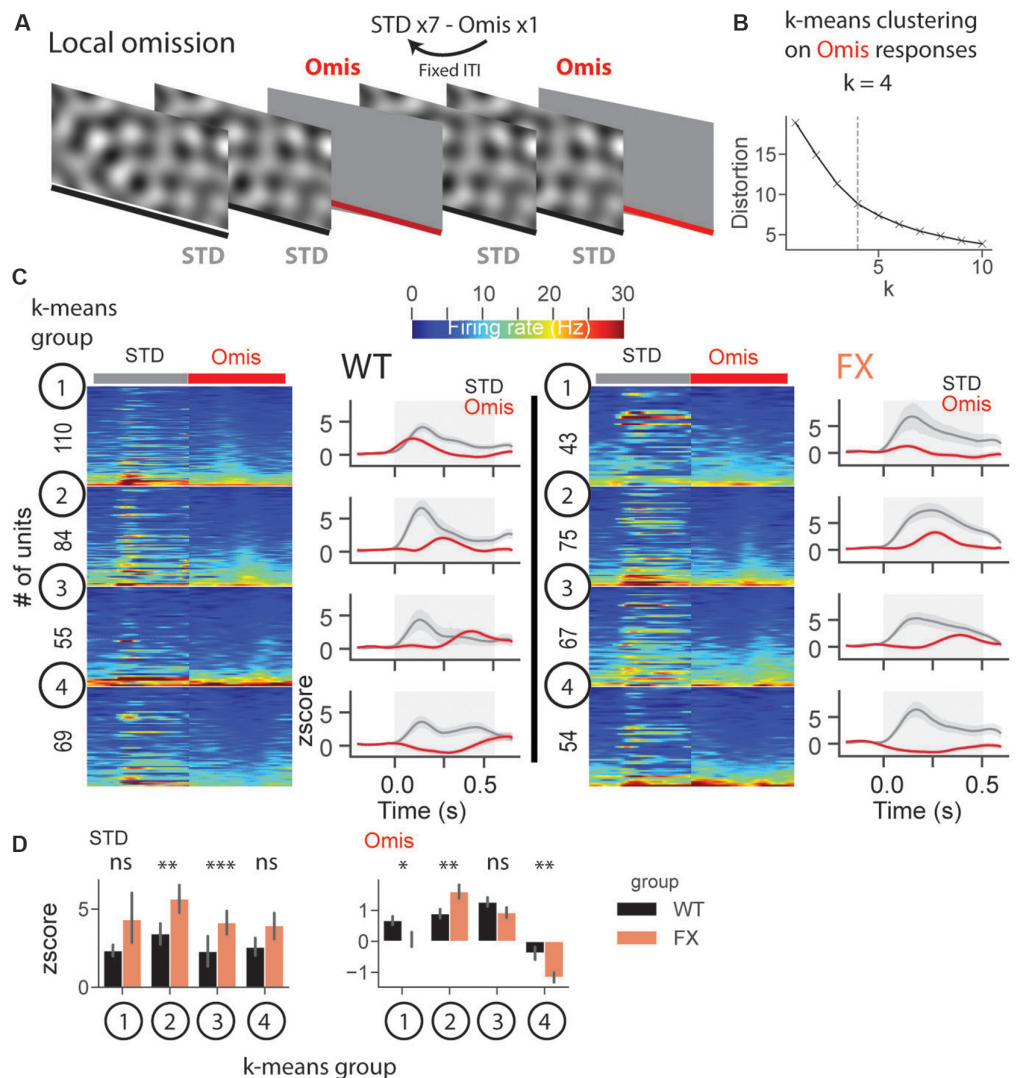 A
Local omission
STD x7 - Omis x1
Fixed ITI
Omis
Omis
STD
STD
STD
STD
B
k-means clustering
on Omis responses
k = 4
Distortion
15
10
5
5
10
k
C
k-means
group
0
10
20
30
Firing rate (Hz)
# of units
STD
Omis
1
110
2
84
3
55
4
69
WT
STD
Omis
5
0
5
0
5
0
5
0
zscore
0.0
0.5
Time (s)
STD
Omis
1
43
2
75
3
67
4
54
FX
STD
Omis
5
0
5
0
5
0
5
0
0.0
0.5
Time (s)
D
STD
ns
**
***
ns
zscore
5
0
1
2
3
4
Omis
*
**
ns
**
1
0
−1
1
2
3
4
k-means group
group
WT
FX